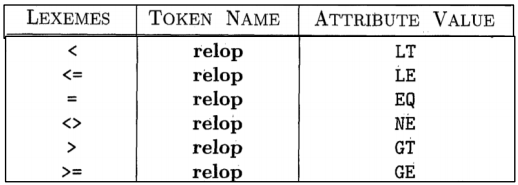 LEXEMES TOKEN NAME ATTRIBUTE VALUE
< relop LT
<= relop LE
= relop EQ
<> relop NE
> relop GT
>= relop GE